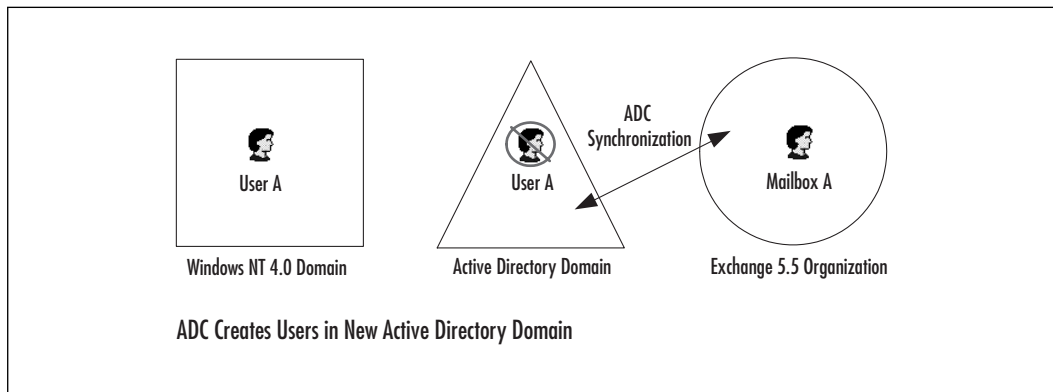 ADC
Synchronization
User A
User A
Mailbox A
Windows NT 4.0 Domain
Active Directory Domain
Exchange 5.5 Organization
ADC Creates Users in New Active Directory Domain